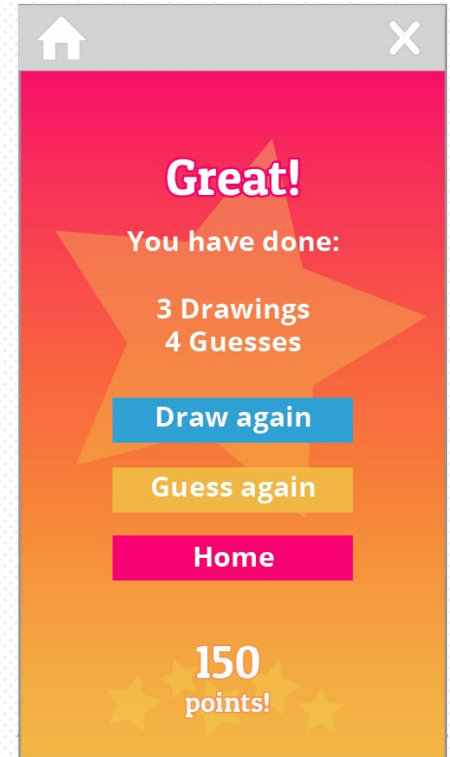 Great!
You have done:
3 Drawings
4 Guesses
Draw again
Guess again
Home
150
points!